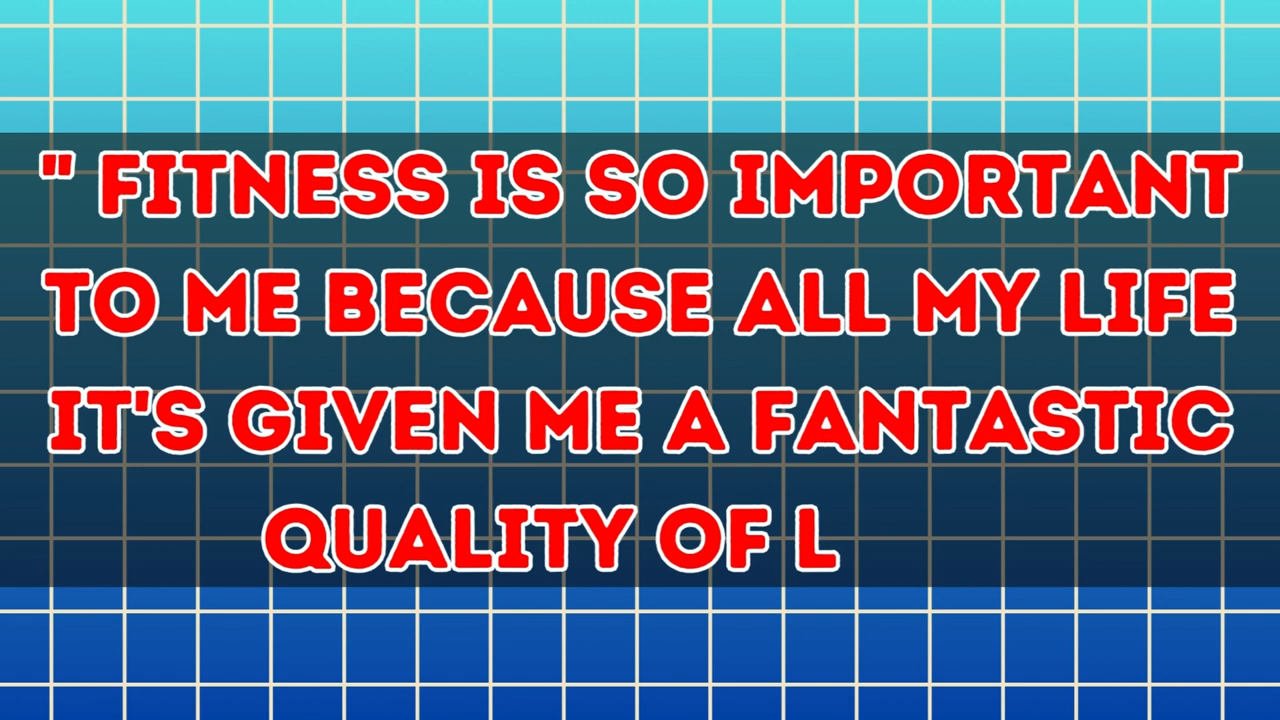 " FITNESS IS SO IMPORTANT
TO ME BECAUSE ALL MY LIFE
IT'S GIVEN ME A FANTASTIC
QUALITY OF L